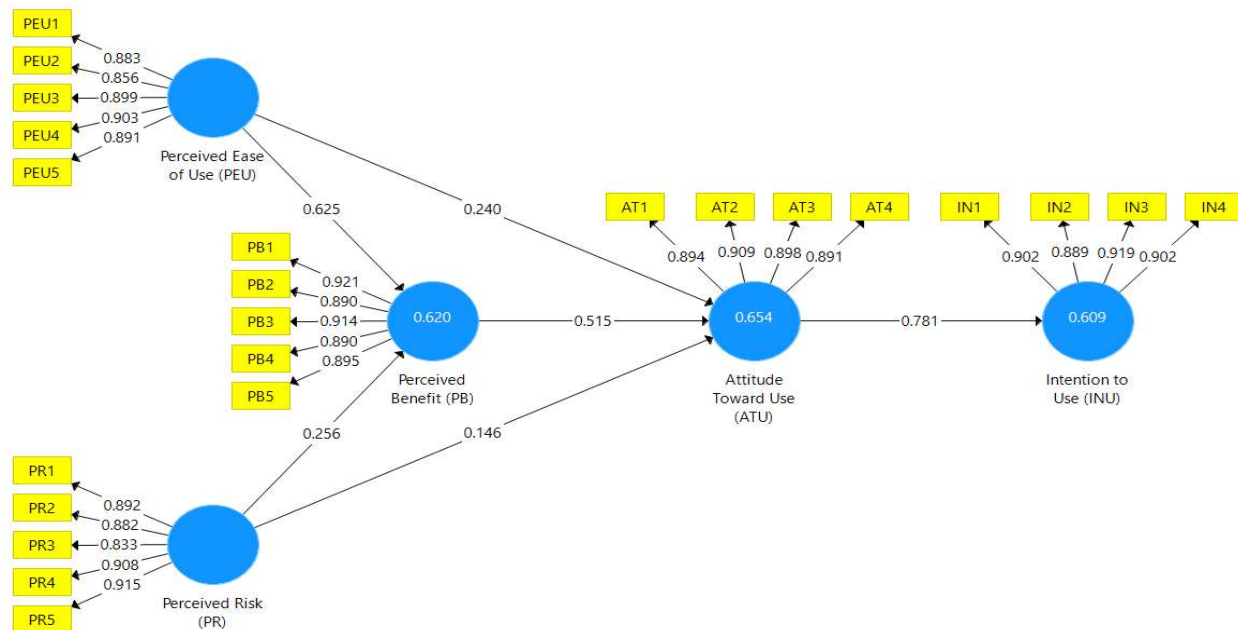 PEU1
PEU2
PEU3
PEU4
PEU5
0.883
0.856
0.899
0.903
0.891
Perceived Ease
of Use (PEU)
0.625
0.240
PB1
PB2
PB3
PB4
PB5
0.921
0.890
0.914
0.890
0.895
0.620
Perceived
Benefit (PB)
0.515
0.256
0.146
PR1
PR2
PR3
PR4
PR5
0.892
0.882
0.833
0.908
0.915
Perceived Risk
(PR)
AT1
AT2
AT3
AT4
0.894
0.909
0.898
0.891
0.654
Attitude
Toward Use
(ATU)
0.781
IN1
IN2
IN3
IN4
0.902
0.889
0.919
0.902
0.609
Intention to
Use (INU)